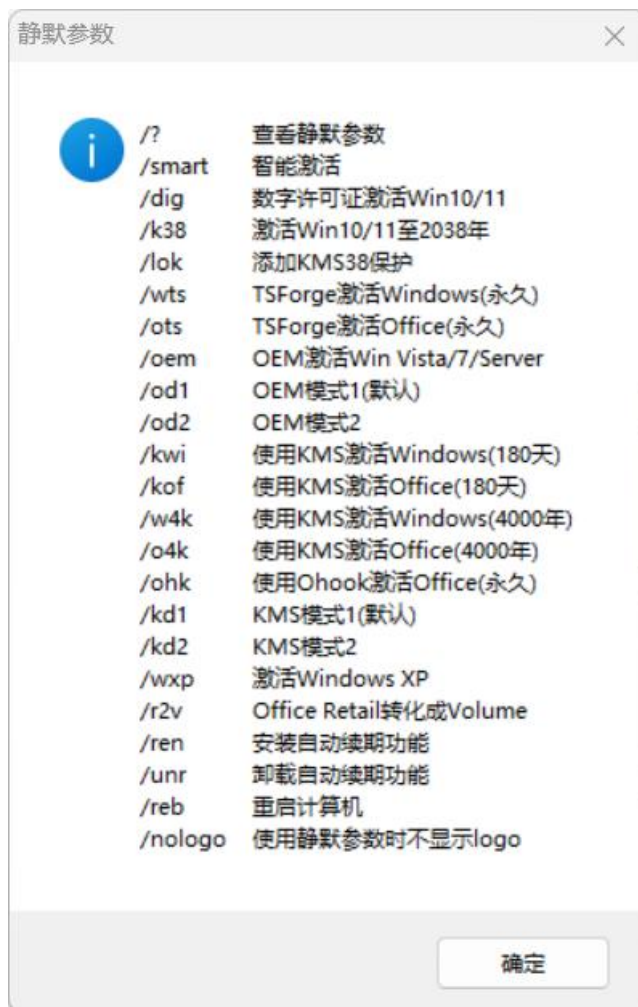 静默参数
/? 查看静默参数
/smart 智能激活
/dig 数字许可证激活Win10/11
/k38 激活Win10/11至2038年
/lok 添加KMS38保护
/wts TSForge激活Windows(永久)
/ots TSForge激活Office(永久)
/oem OEM激活Win Vista/7/Server
/od1 OEM模式1(默认)
/od2 OEM模式2
/kwi 使用KMS激活Windows(180天)
/kof 使用KMS激活Office(180天)
/w4k 使用KMS激活Windows(4000年)
/o4k 使用KMS激活Office(4000年)
/ohk 使用Ohook激活Office(永久)
/kd1 KMS模式1(默认)
/kd2 KMS模式2
/wxp 激活Windows XP
/r2v Office Retail转化成Volume
/ren 安装自动续期功能
/unr 卸载自动续期功能
/reb 重启计算机
/nologo 使用静默参数时不显示logo
确定